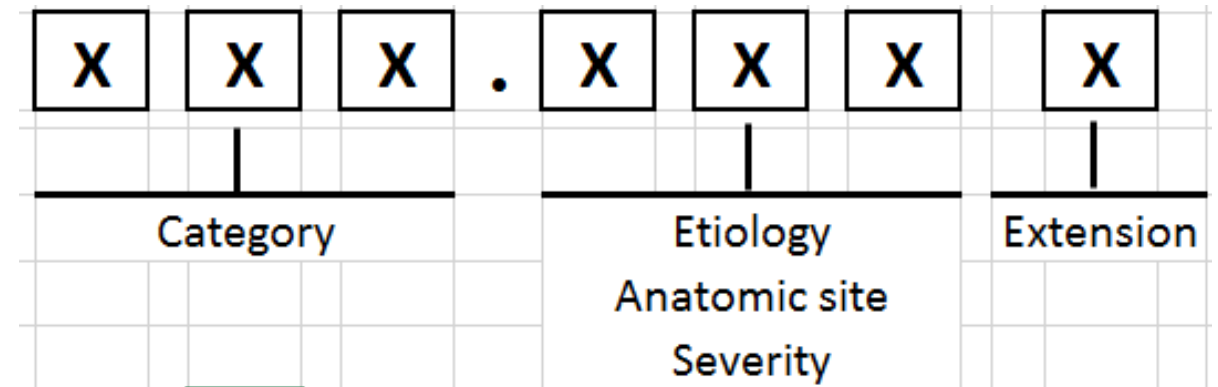 X X X . X X X X
Category Etiology Extension
Anatomic site
Severity